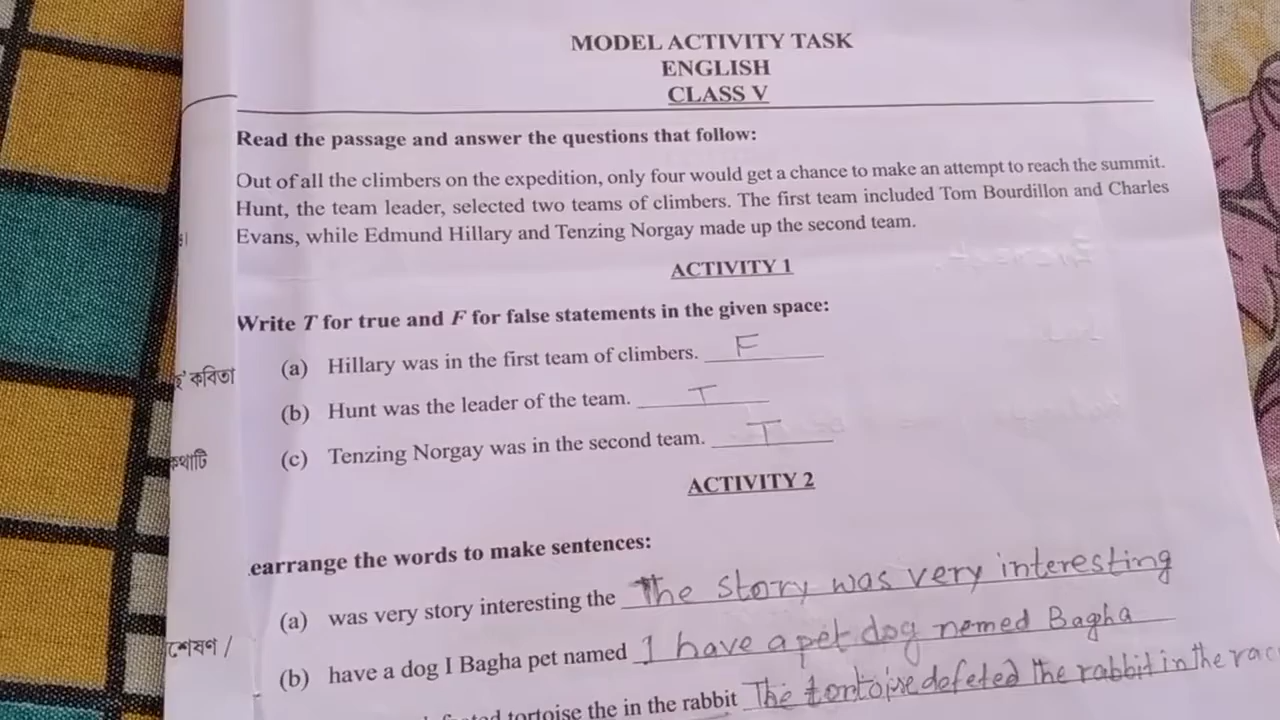 MODEL ACTIVITY TASK
ENGLISH
CLASS V
Read the passage and answer the questions that follow:
Out of all the climbers on the expedition, only four would get a chance to make an attempt to reach the summit.
Hunt, the team leader, selected two teams of climbers. The first team included Tom Bourdillon and Charles
Evans, while Edmund Hillary and Tenzing Norgay made up the second team.
ACTIVITY 1
Write T for true and F for false statements in the given space:
(a) Hillary was in the first team of climbers. F
কবিতা
(b) Hunt was the leader of the team. T
(c) Tenzing Norgay was in the second team. T
কথাটি
ACTIVITY 2
earrange the words to make sentences:
(a) was very story interesting the The story was very interesting
(b) have a dog I Bagha pet named I have a pet dog nemed Bagha
শেষণ /
tortoise the in the rabbit The tortoise defeted the rabbit in the rac